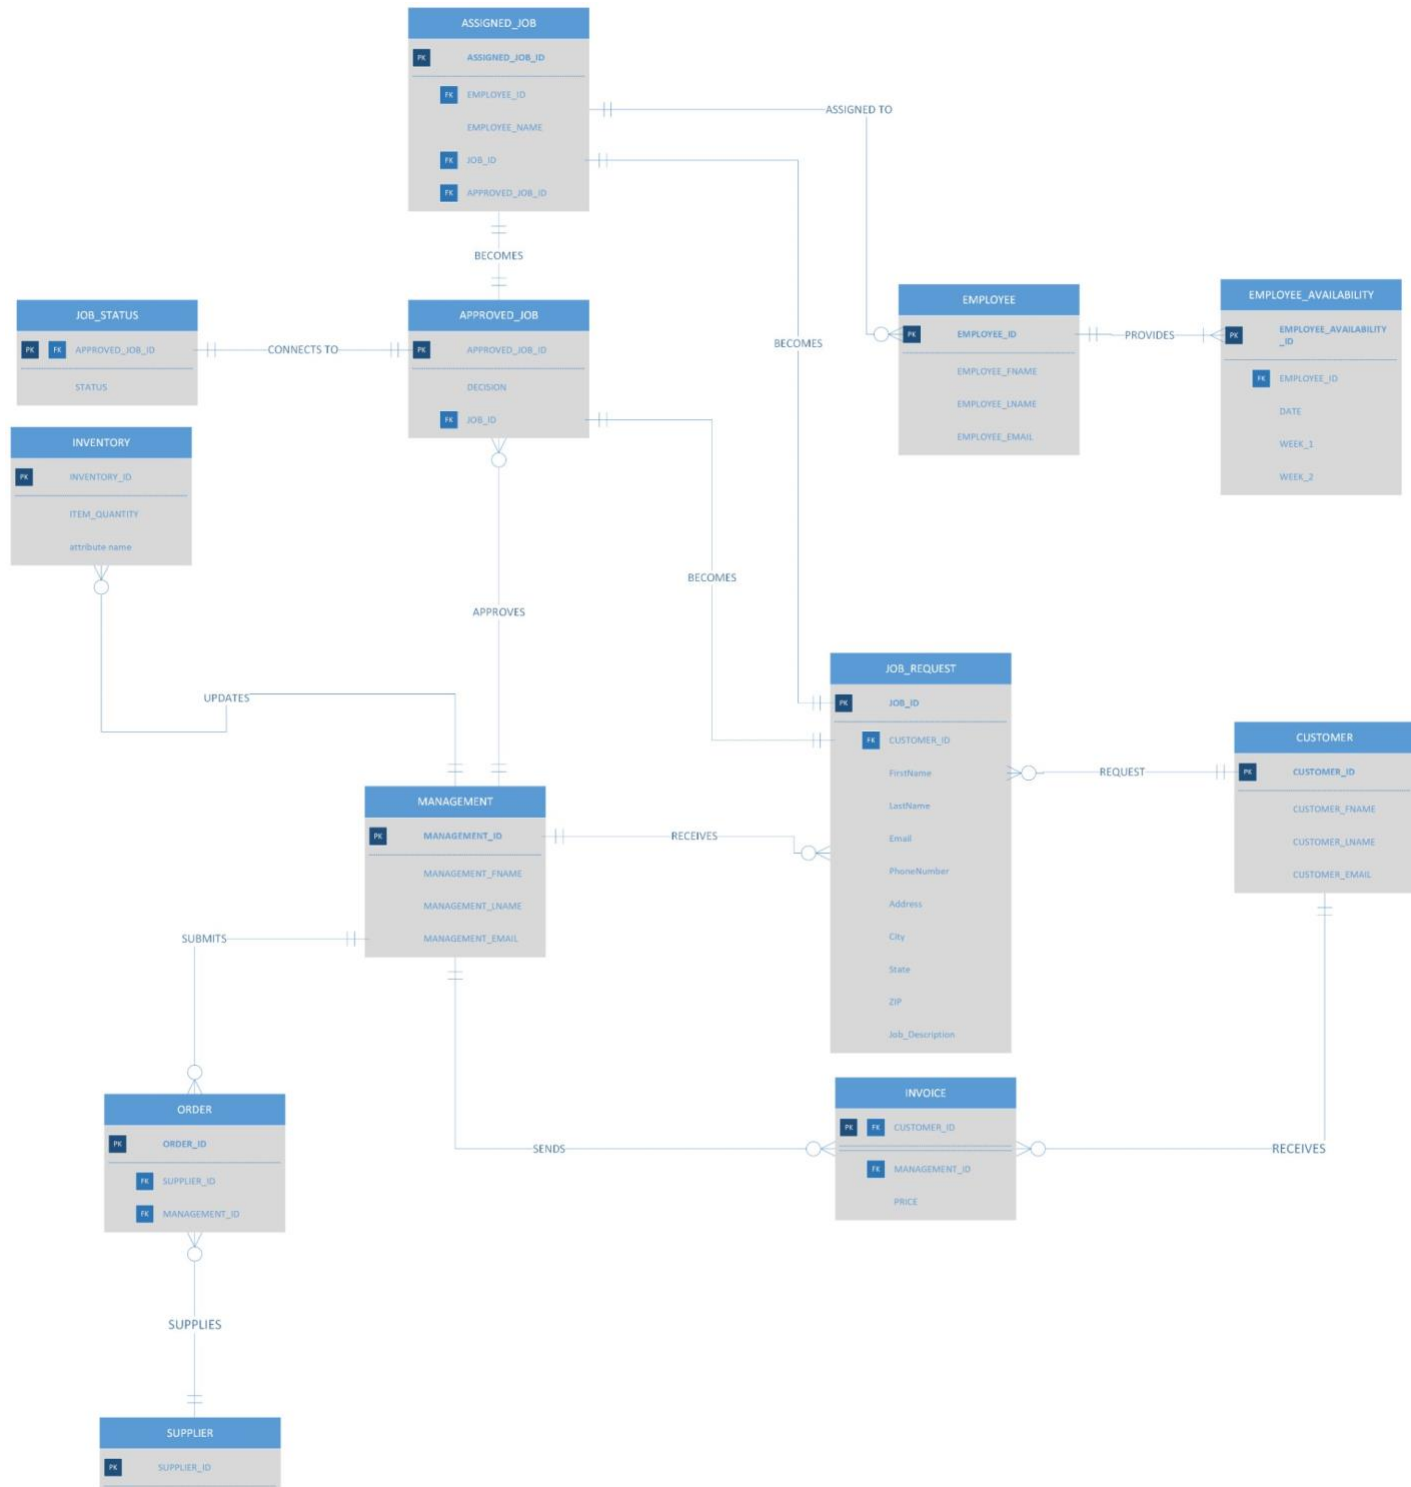 ASSIGNED_JOB
PK ASSIGNED_JOB_ID
FK EMPLOYEE_ID
EMPLOYEE_NAME
FK JOB_ID
FK APPROVED_JOB_ID
ASSIGNED TO
BECOMES
JOB_STATUS
PK FK APPROVED_JOB_ID
STATUS
CONNECTS TO
APPROVED_JOB
PK APPROVED_JOB_ID
DECISION
FK JOB_ID
BECOMES
EMPLOYEE
PK EMPLOYEE_ID
EMPLOYEE_FNAME
EMPLOYEE_LNAME
EMPLOYEE_EMAIL
PROVIDES
EMPLOYEE_AVAILABILITY
PK EMPLOYEE_AVAILABILITY
_ID
FK EMPLOYEE_ID
DATE
WEEK_1
WEEK_2
INVENTORY
PK INVENTORY_ID
ITEM_QUANTITY
attribute name
BECOMES
APPROVES
UPDATES
JOB_REQUEST
PK JOB_ID
FK CUSTOMER_ID
FirstName
LastName
Email
PhoneNumber
Address
City
State
ZIP
Job_Description
REQUEST
CUSTOMER
PK CUSTOMER_ID
CUSTOMER_FNAME
CUSTOMER_LNAME
CUSTOMER_EMAIL
MANAGEMENT
PK MANAGEMENT_ID
MANAGEMENT_FNAME
MANAGEMENT_LNAME
MANAGEMENT_EMAIL
RECEIVES
SUBMITS
ORDER
PK ORDER_ID
FK SUPPLIER_ID
FK MANAGEMENT_ID
SENDS
INVOICE
PK FK CUSTOMER_ID
FK MANAGEMENT_ID
PRICE
RECEIVES
SUPPLIES
SUPPLIER
PK SUPPLIER_ID